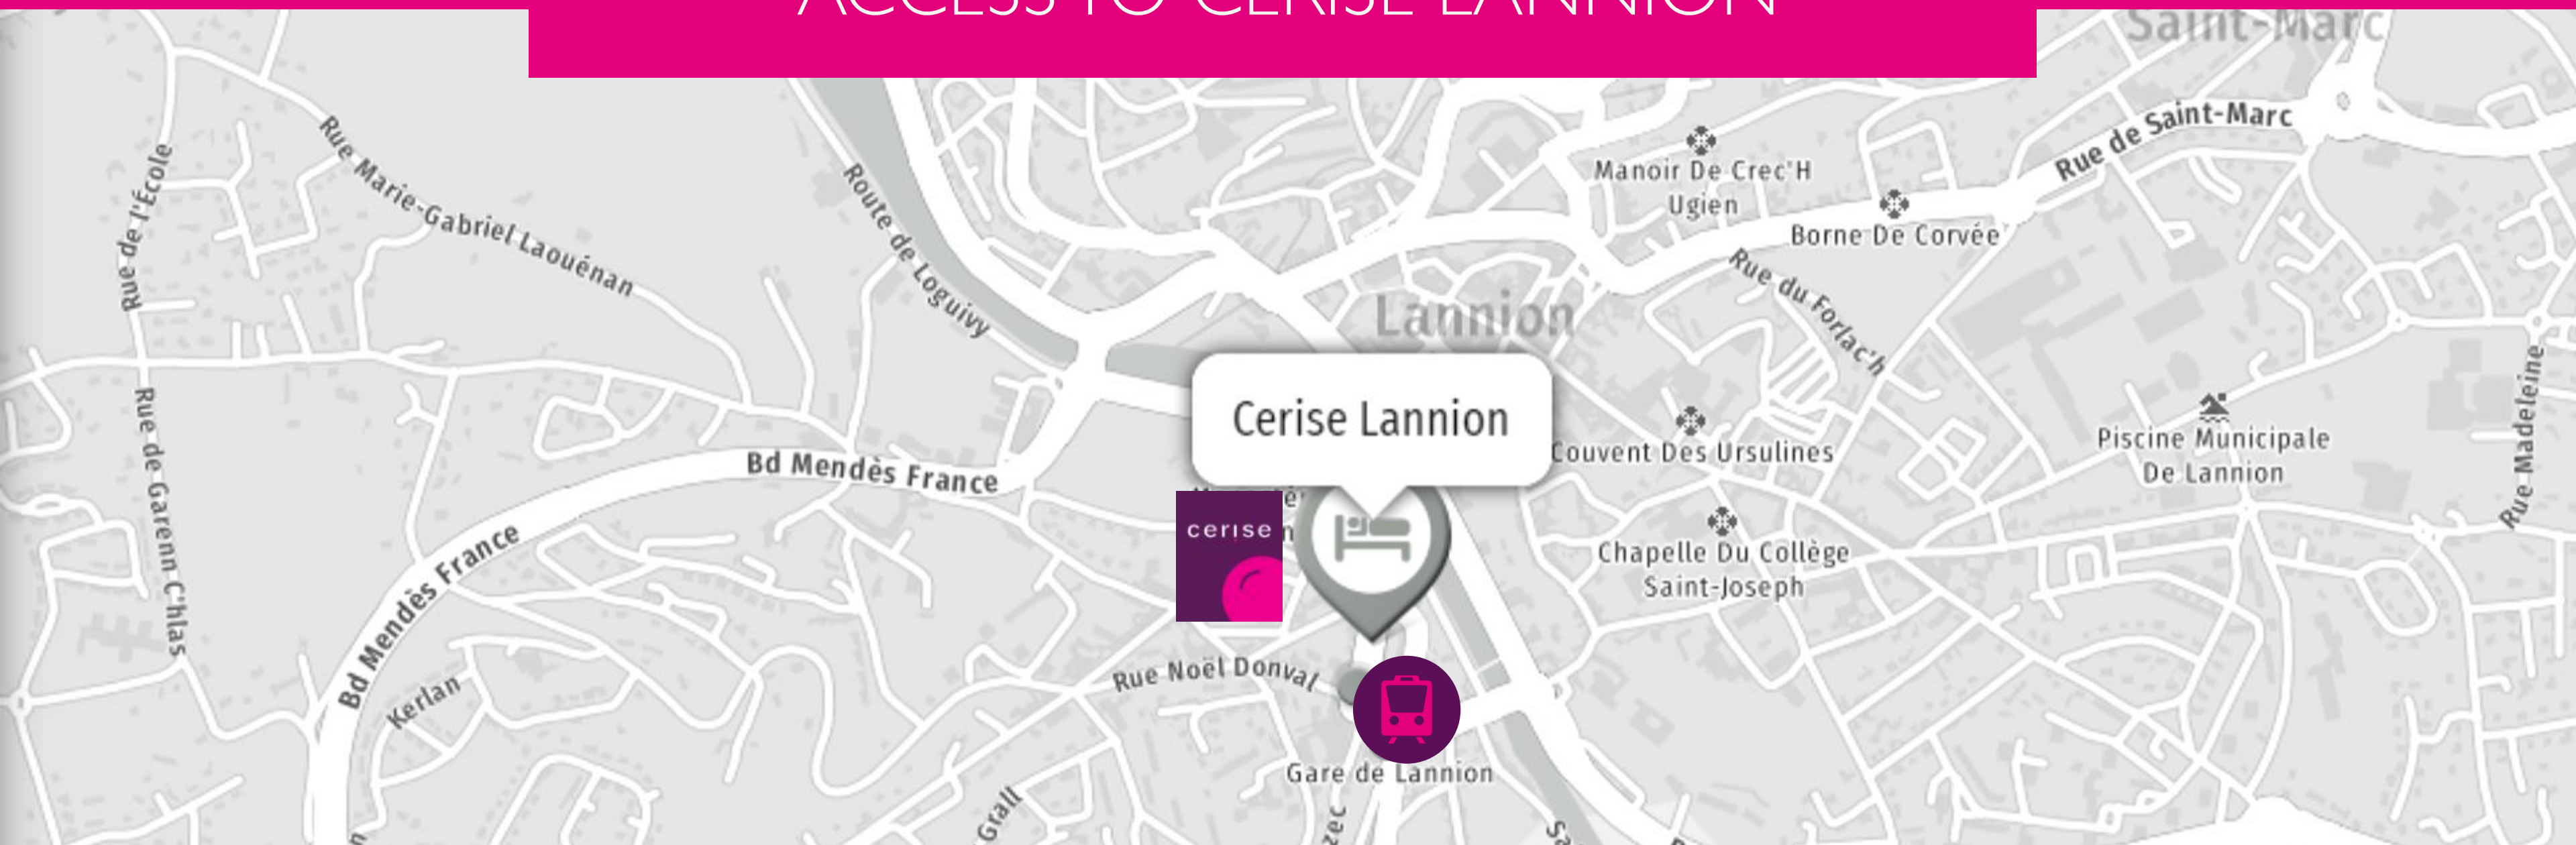 ACCESS TO CERISE LANNION
Saint-Marc
Rue de Saint-Marc
Rue Marie-Gabriel Laouénan
Rue de l'École
Route de Loguivy
Manoir De Crec'H
Ugien
Borne De Corvée
Rue du Forlac'h
Lannion
Cerise Lannion
Rue de Garenn C'hlas
Bd Mendès France
Couvent Des Ursulines
Piscine Municipale
De Lannion
Rue Madeleine
cerise
Bd Mendès France
Chapelle Du Collège
Saint-Joseph
Kerlan
Rue Noël Donval
Gare de Lannion
Grall